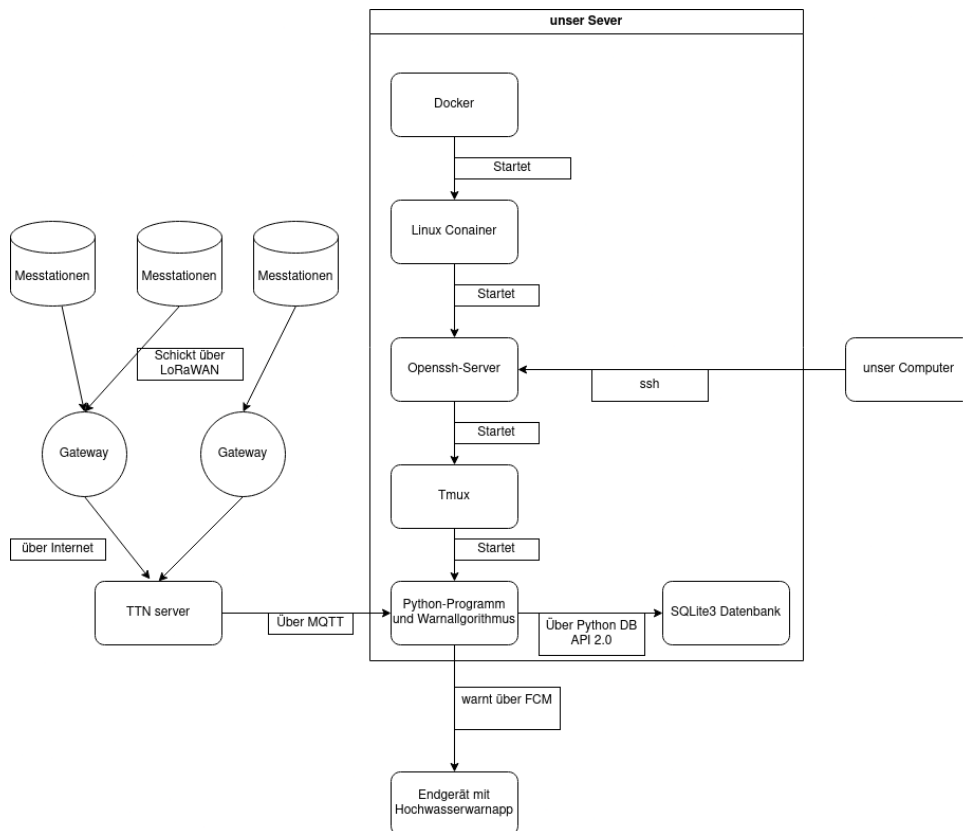 unser Sever
Docker
Startet
Linux Conainer
Startet
Messtationen
Messtationen
Messtationen
Schickt über
LoRaWAN
Openssh-Server
ssh
unser Computer
Gateway
Gateway
Startet
Tmux
über Internet
Startet
TTN server
Über MQTT
Python-Programm
und Warnallgorithmus
Über Python DB
API 2.0
SQLite3 Datenbank
warnt über FCM
Endgerät mit
Hochwasserwarnapp